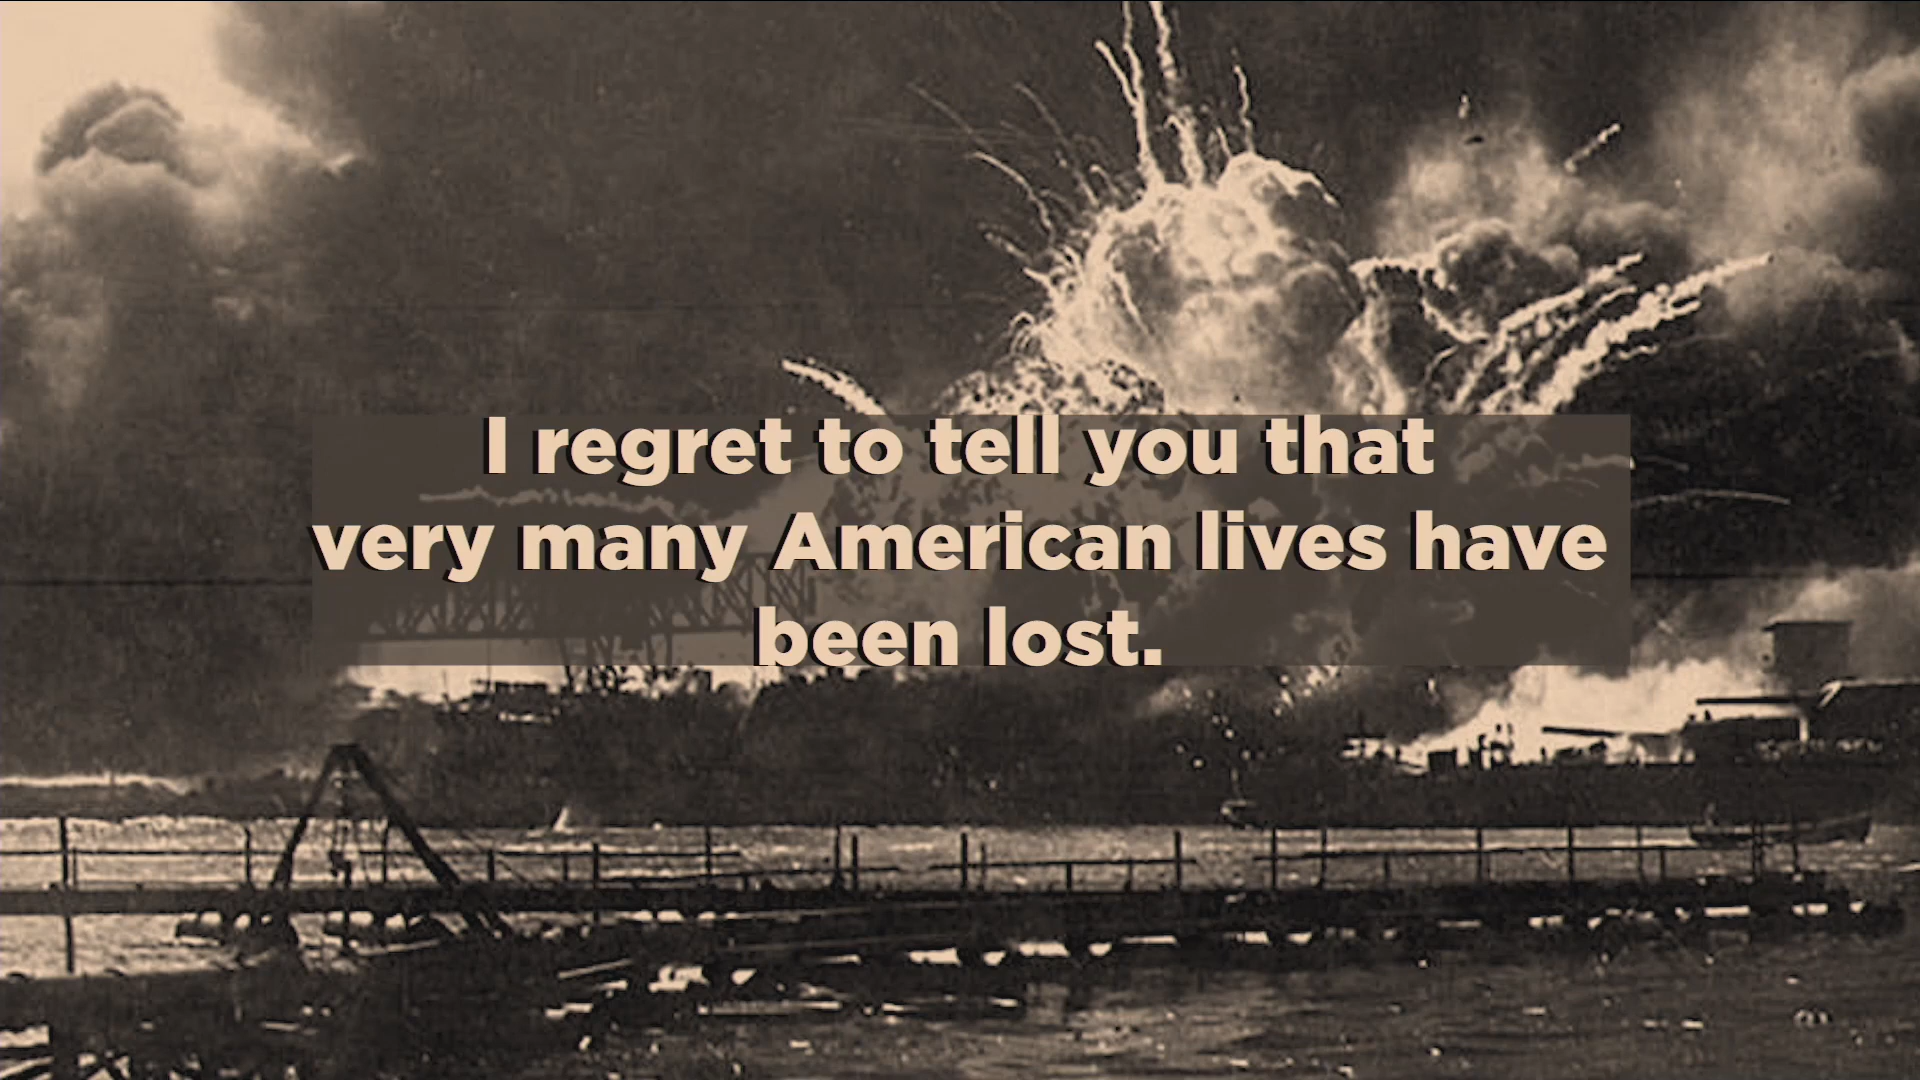 I regret to tell you that
very many American lives have
been lost.